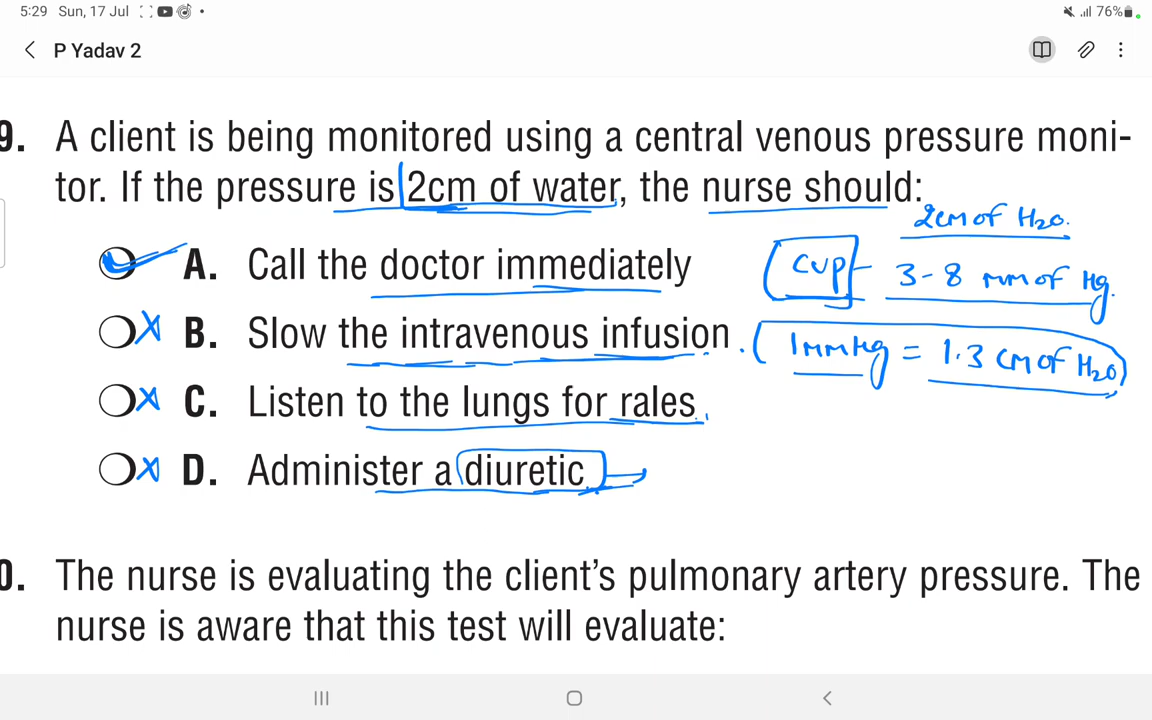 5:29 Sun, 17 Jul
76%
P Yadav 2
9. A client is being monitored using a central venous pressure moni-
tor. If the pressure is 2cm of water, the nurse should:
2cm of H2O.
A. Call the doctor immediately
CVP - 3-8 mm of Hg.
B. Slow the intravenous infusion.
1mmHg = 1.3 cm of H2O
C. Listen to the lungs for rales.
D. Administer a diuretic
0. The nurse is evaluating the client's pulmonary artery pressure. The
nurse is aware that this test will evaluate: